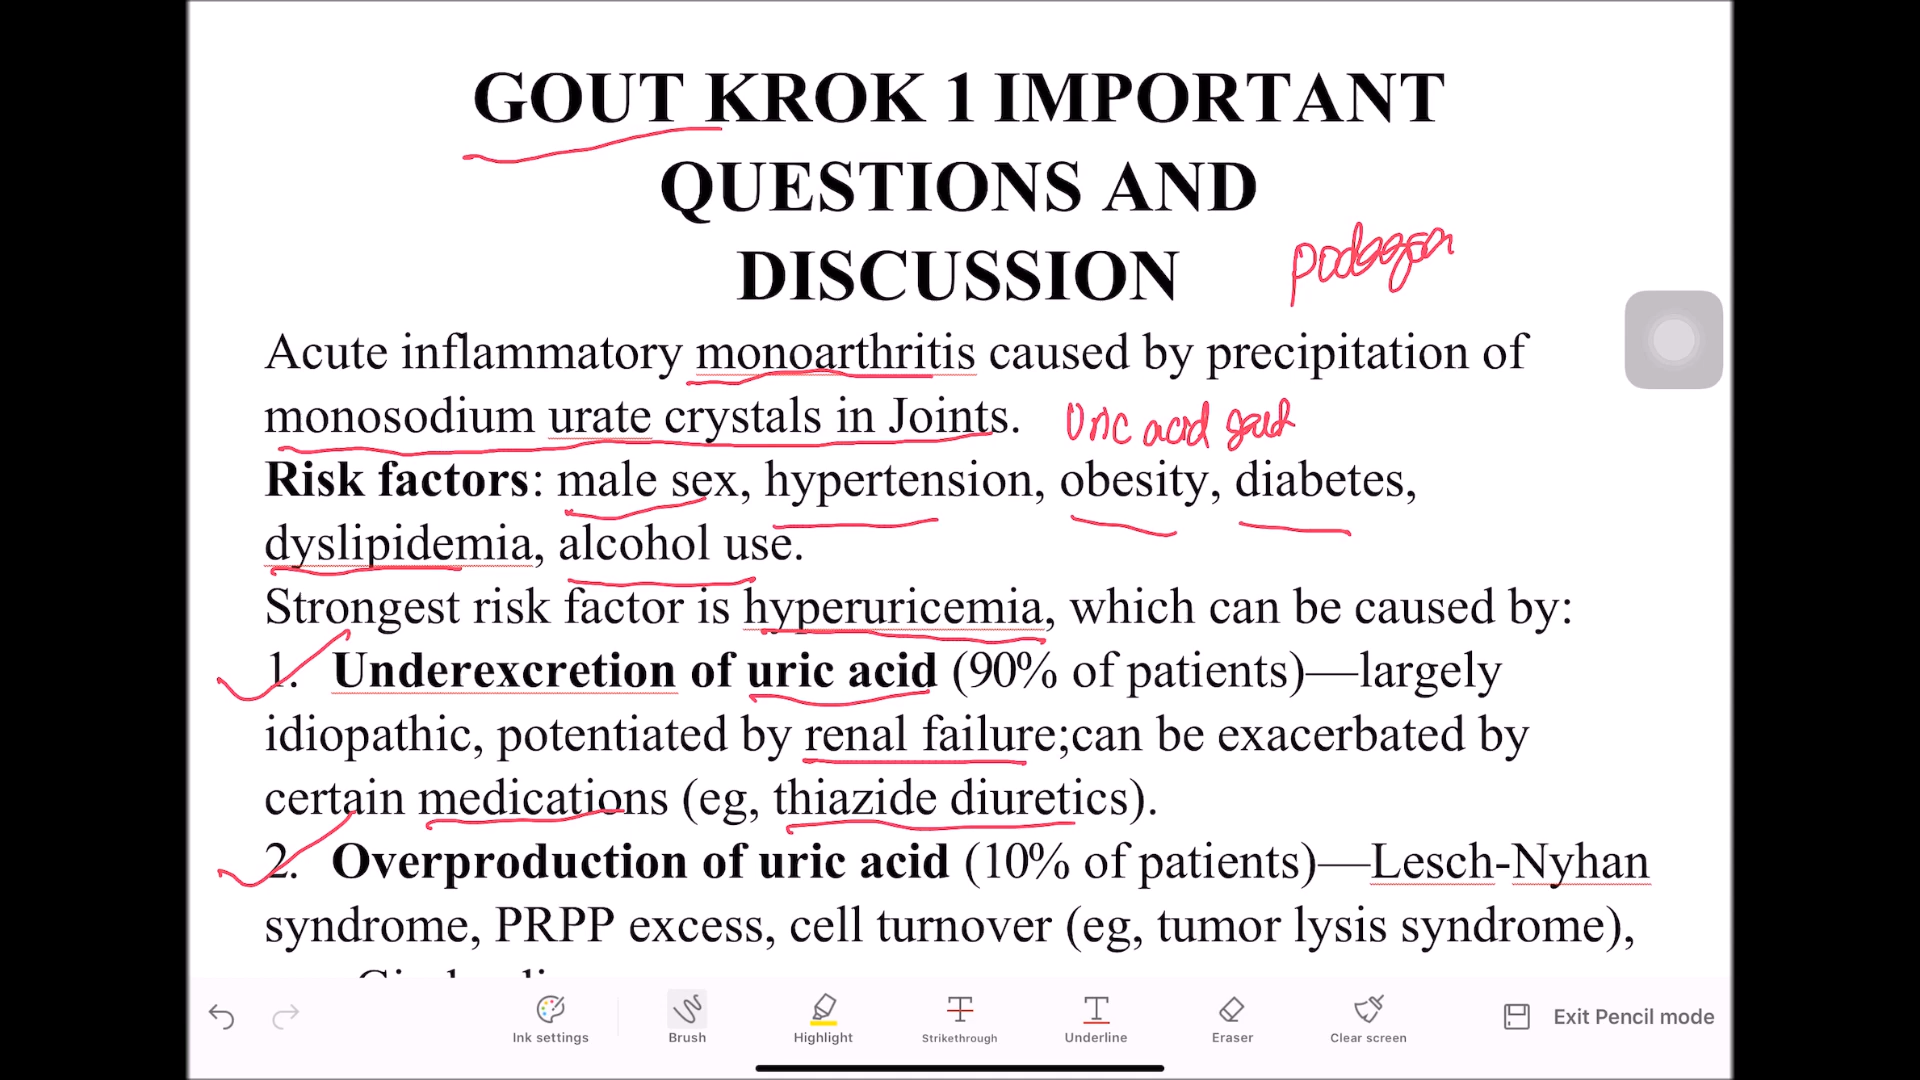 GOUT KROK 1 IMPORTANT
QUESTIONS AND
DISCUSSION
Acute inflammatory monoarthritis caused by precipitation of
monosodium urate crystals in Joints. Uric acid
Risk factors: male sex, hypertension, obesity, diabetes,
dyslipidemia, alcohol use.
Strongest risk factor is hyperuricemia, which can be caused by:
1. Underexcretion of uric acid (90% of patients)—largely
idiopathic, potentiated by renal failure;can be exacerbated by
certain medications (eg, thiazide diuretics).
2. Overproduction of uric acid (10% of patients)—Lesch-Nyhan
syndrome, PRPP excess, cell turnover (eg, tumor lysis syndrome),
Ink settings Brush Highlight Strikethrough Underline Eraser Clear screen Exit Pencil mode